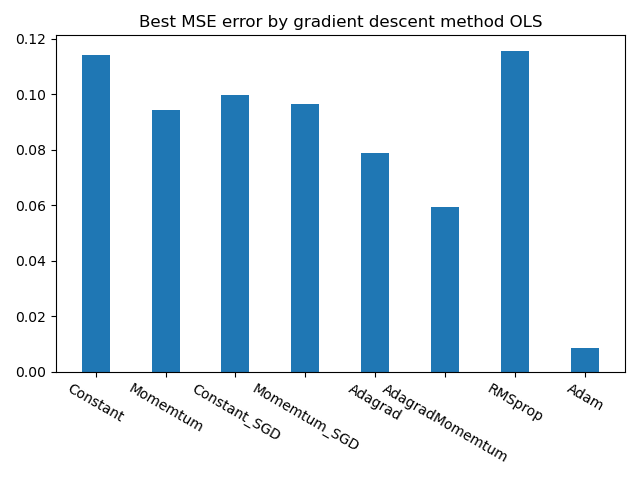 Best MSE error by gradient descent method OLS
0.12
0.10
0.08
0.06
0.04
0.02
0.00
Constant
Momemtum
Constant_SGD
Momemtum_SGD
Adagrad
AdagradMomemtum
RMSprop
Adam